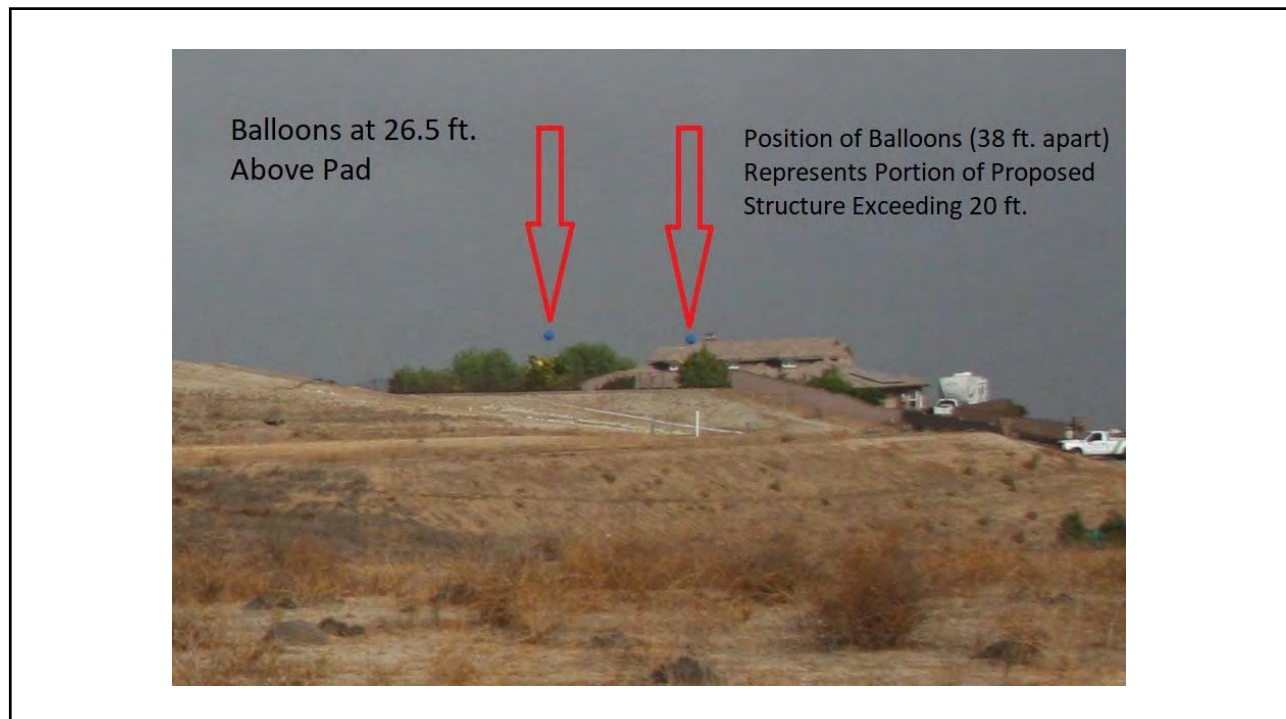 Balloons at 26.5 ft.
Above Pad
Position of Balloons (38 ft. apart)
Represents Portion of Proposed
Structure Exceeding 20 ft.